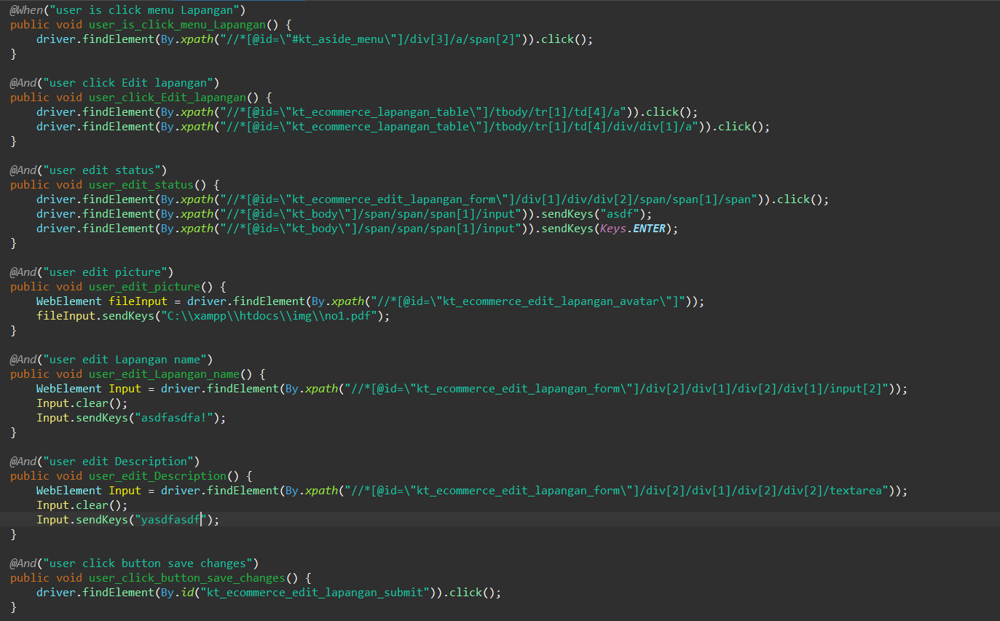 @When("user is click menu Lapangan")
public void user_is_click_menu_Lapangan() {
    driver.findElement(By.xpath("//*[@id=\"#kt_aside_menu\"]/div[3]/a/span[2]")).click();
}

@And("user click Edit lapangan")
public void user_click_Edit_lapangan() {
    driver.findElement(By.xpath("//*[@id=\"kt_ecommerce_lapangan_table\"]/tbody/tr[1]/td[4]/a")).click();
    driver.findElement(By.xpath("//*[@id=\"kt_ecommerce_lapangan_table\"]/tbody/tr[1]/td[4]/div/div[1]/a")).click();
}

@And("user edit status")
public void user_edit_status() {
    driver.findElement(By.xpath("//*[@id=\"kt_ecommerce_edit_lapangan_form\"]/div[1]/div/div[2]/span/span[1]/span")).click();
    driver.findElement(By.xpath("//*[@id=\"kt_body\"]/span/span/span[1]/input")).sendKeys("asdf");
    driver.findElement(By.xpath("//*[@id=\"kt_body\"]/span/span/span[1]/input")).sendKeys(Keys.ENTER);
}

@And("user edit picture")
public void user_edit_picture() {
    WebElement fileInput = driver.findElement(By.xpath("//*[@id=\"kt_ecommerce_edit_lapangan_avatar\"]"));
    fileInput.sendKeys("C:\\xampp\\htdocs\\img\\no1.pdf");
}

@And("user edit Lapangan name")
public void user_edit_Lapangan_name() {
    WebElement Input = driver.findElement(By.xpath("//*[@id=\"kt_ecommerce_edit_lapangan_form\"]/div[2]/div[1]/div[2]/div[1]/input[2]"));
    Input.clear();
    Input.sendKeys("asdfasdfa!");
}

@And("user edit Description")
public void user_edit_Description() {
    WebElement Input = driver.findElement(By.xpath("//*[@id=\"kt_ecommerce_edit_lapangan_form\"]/div[2]/div[1]/div[2]/div[2]/textarea"));
    Input.clear();
    Input.sendKeys("yasdfasdf");
}

@And("user click button save changes")
public void user_click_button_save_changes() {
    driver.findElement(By.id("kt_ecommerce_edit_lapangan_submit")).click();
}